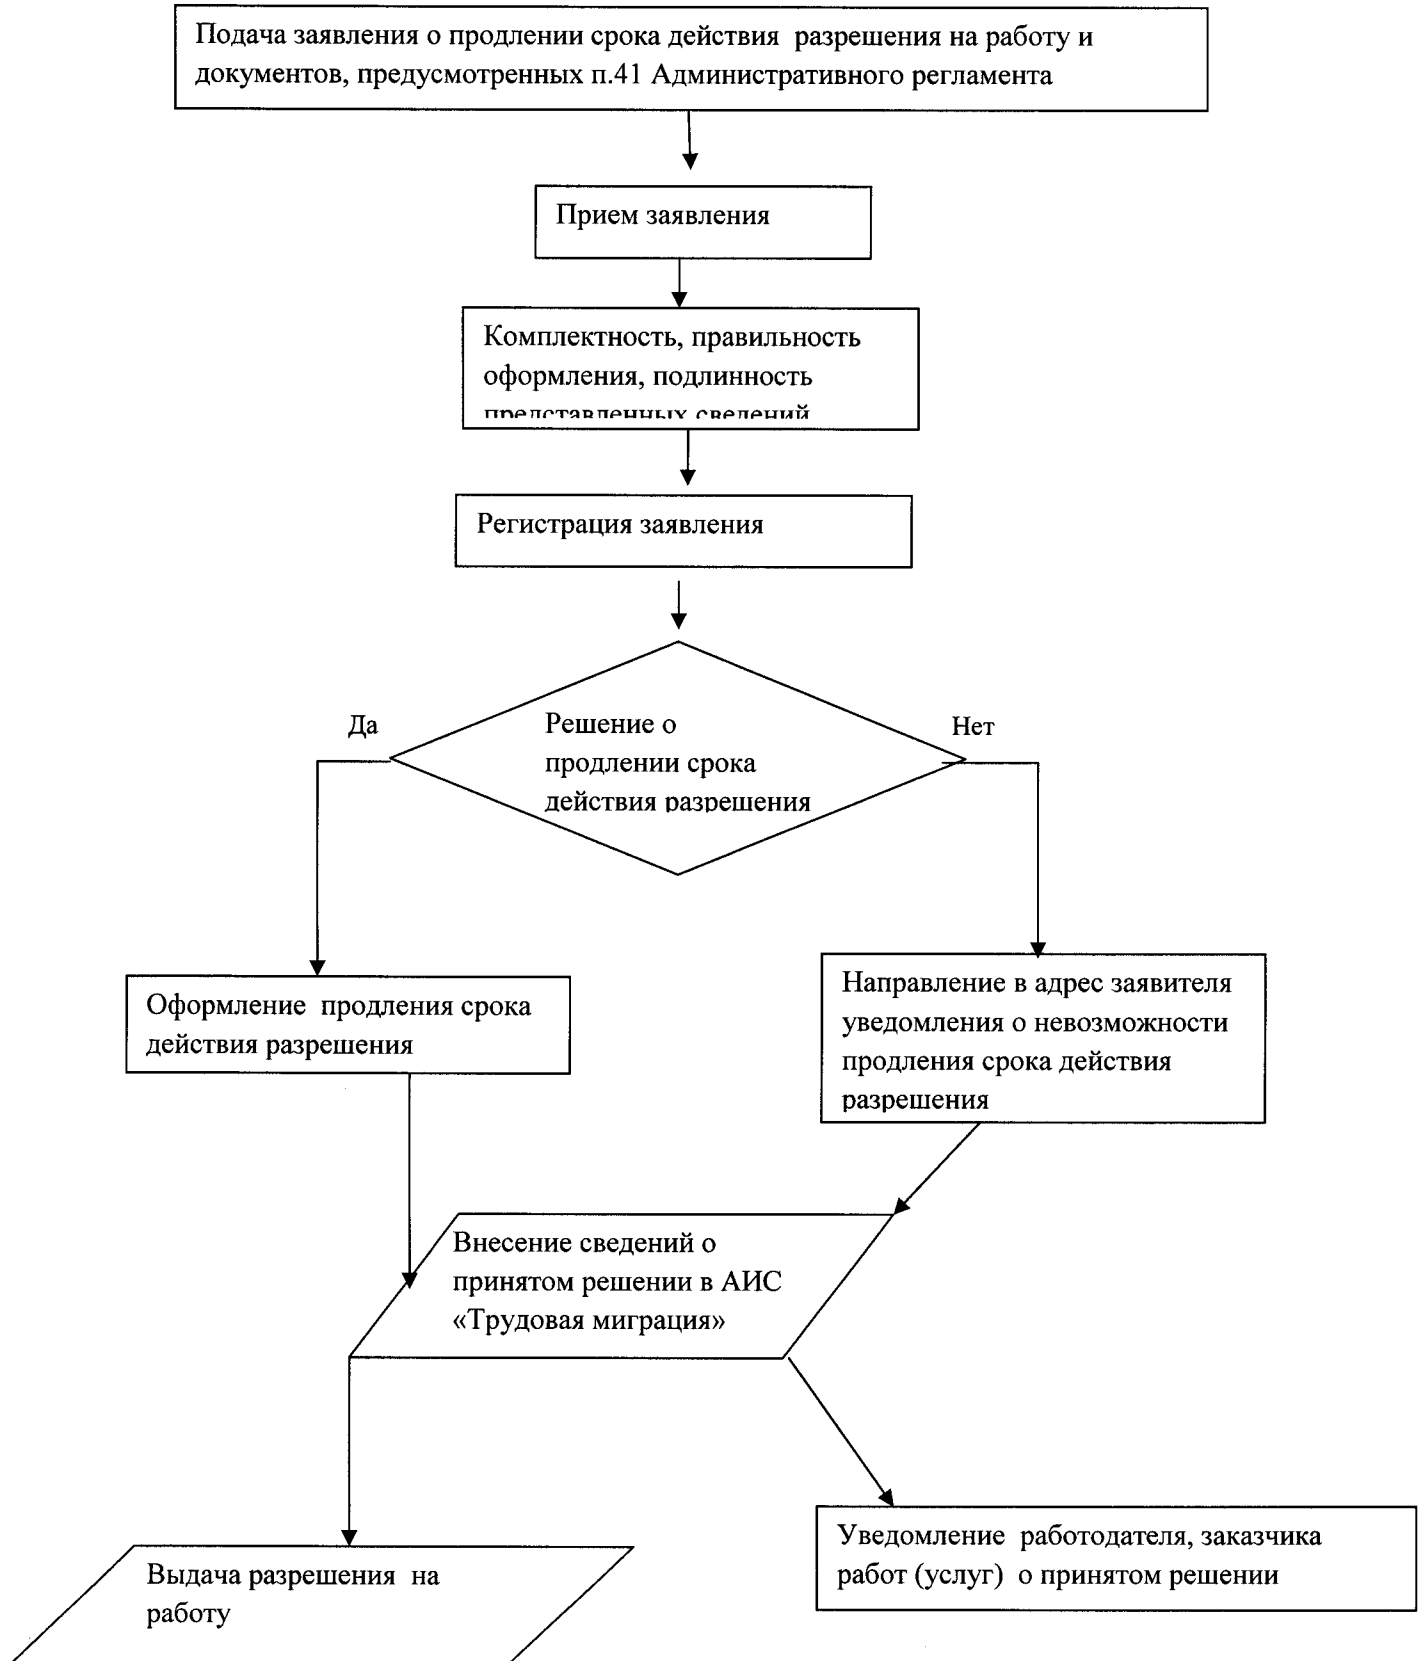 Подача заявления о продлении срока действия разрешения на работу и
документов, предусмотренных п.41 Административного регламента
Прием заявления
Комплектность, правильность
оформления, подлинность
представленных сведений
Регистрация заявления
Да
Решение о
продлении срока
действия разрешения
Нет
Оформление продления срока
действия разрешения
Направление в адрес заявителя
уведомления о невозможности
продления срока действия
разрешения
Внесение сведений о
принятом решении в АИС
«Трудовая миграция»
Выдача разрешения на
работу
Уведомление работодателя, заказчика
работ (услуг) о принятом решении